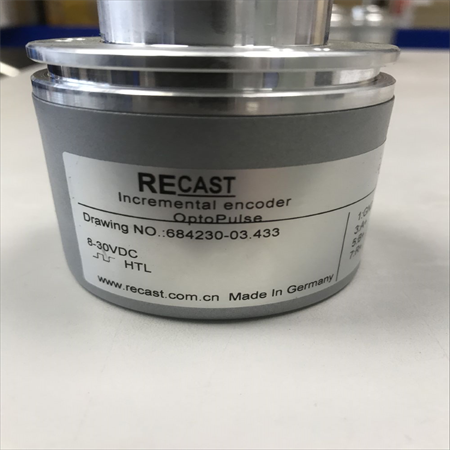 RECAST
Incremental encoder
OptoPulse
Drawing NO.:684230-03.433
8-30VDC
HTL
www.recast.com.cn Made In Germany